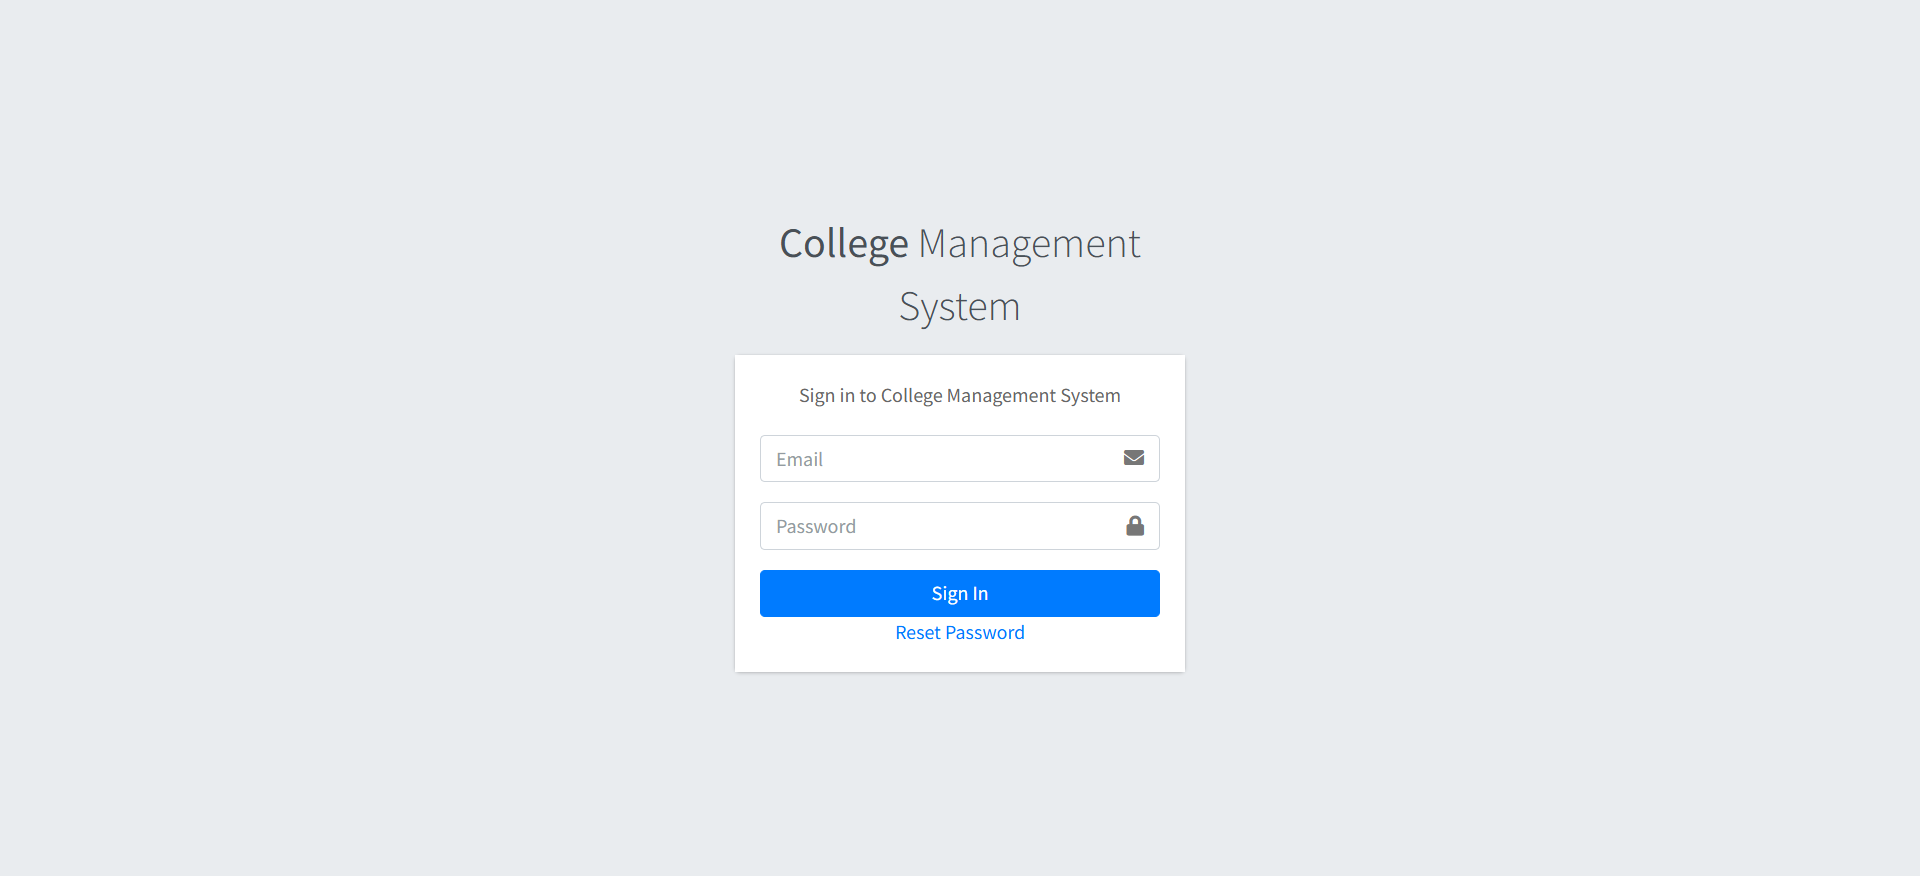 College Management
System
Sign in to College Management System
Email
Password
Sign In
Reset Password